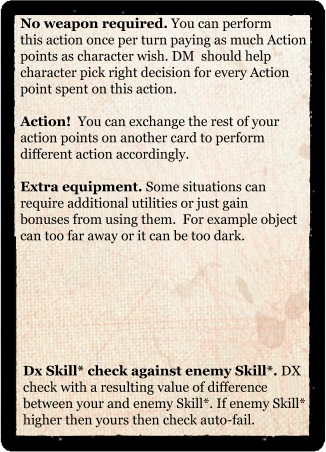 No weapon required. You can perform
this action once per turn paying as much Action
points as character wish. DM should help
character pick right decision for every Action
point spent on this action.
Action! You can exchange the rest of your
action points on another card to perform
different action accordingly.
Extra equipment. Some situations can
require additional utilities or just gain
bonuses from using them. For example object
can too far away or it can be too dark.
Dx Skill* check against enemy Skill*. DX
check with a resulting value of difference
between your and enemy Skill*. If enemy Skill*
higher then yours then check auto-fail.